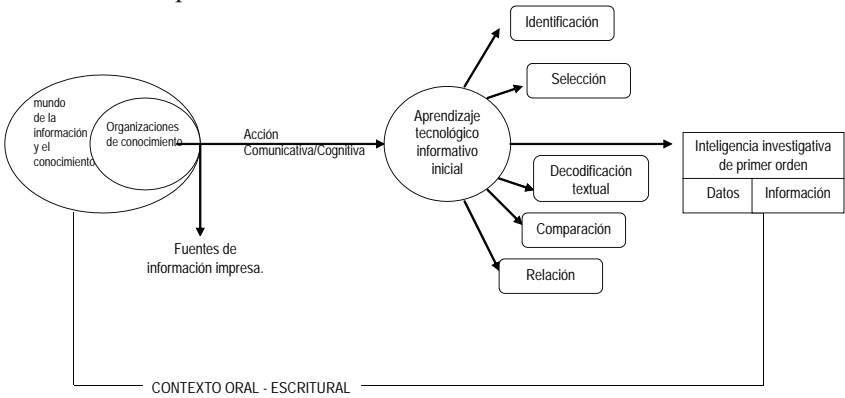 mundo
de la
información
y el
conocimiento
Organizaciones
de conocimiento
Acción
Comunicativa/Cognitiva
Fuentes de
información impresa.
Aprendizaje
tecnológico
informativo
inicial
Identificación
Selección
Decodificación
textual
Comparación
Relación
Inteligencia investigativa
de primer orden
Datos
Información
CONTEXTO ORAL - ESCRITURAL